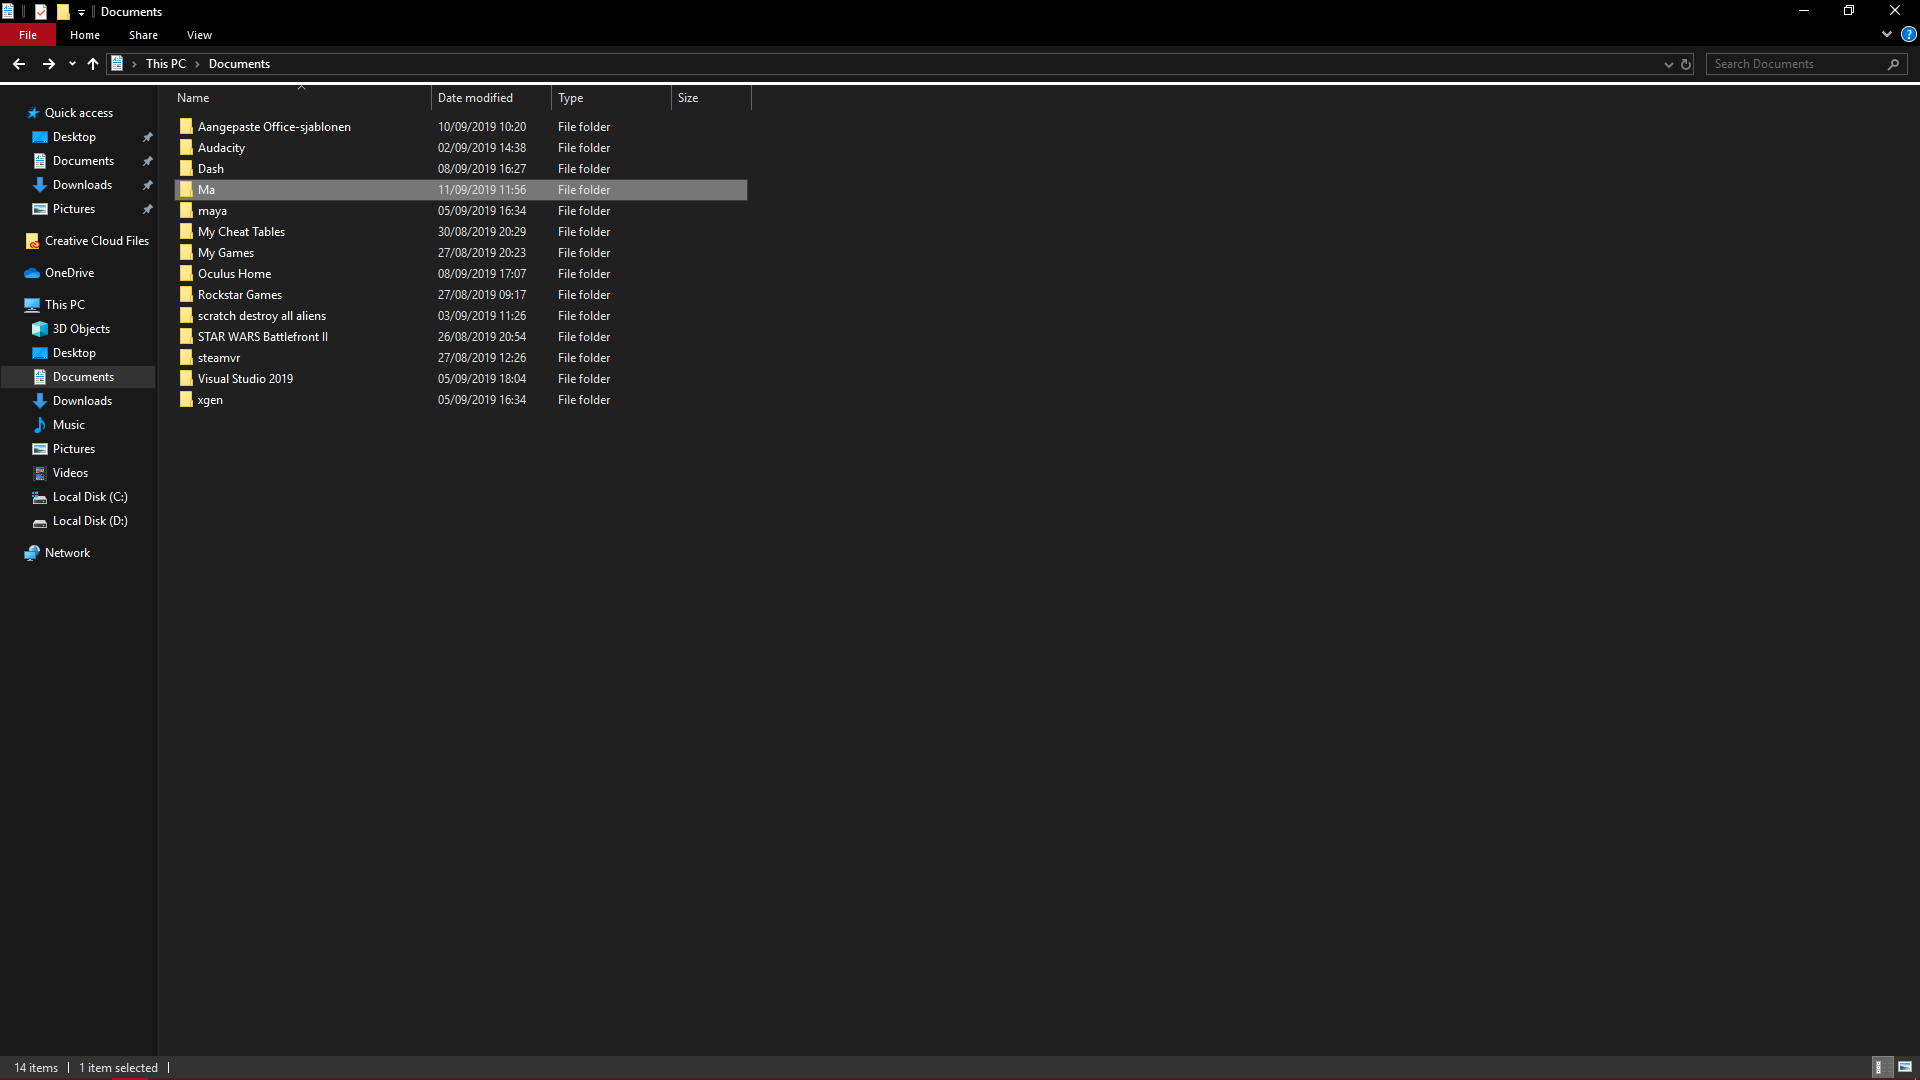 Documents
File Home Share View
This PC Documents Search Documents
Name Date modified Type Size
Quick access
Desktop
Documents
Downloads
Pictures
Creative Cloud Files
OneDrive
This PC
3D Objects
Desktop
Documents
Downloads
Music
Pictures
Videos
Local Disk (C:)
Local Disk (D:)
Network
Aangepaste Office-sjablonen 10/09/2019 10:20 File folder
Audacity 02/09/2019 14:38 File folder
Dash 08/09/2019 16:27 File folder
Ma 11/09/2019 11:56 File folder
maya 05/09/2019 16:34 File folder
My Cheat Tables 30/08/2019 20:29 File folder
My Games 27/08/2019 20:23 File folder
Oculus Home 08/09/2019 17:07 File folder
Rockstar Games 27/08/2019 09:17 File folder
scratch destroy all aliens 03/09/2019 11:26 File folder
STAR WARS Battlefront II 26/08/2019 20:54 File folder
steamvr 27/08/2019 12:26 File folder
Visual Studio 2019 05/09/2019 18:04 File folder
xgen 05/09/2019 16:34 File folder
14 items 1 item selected